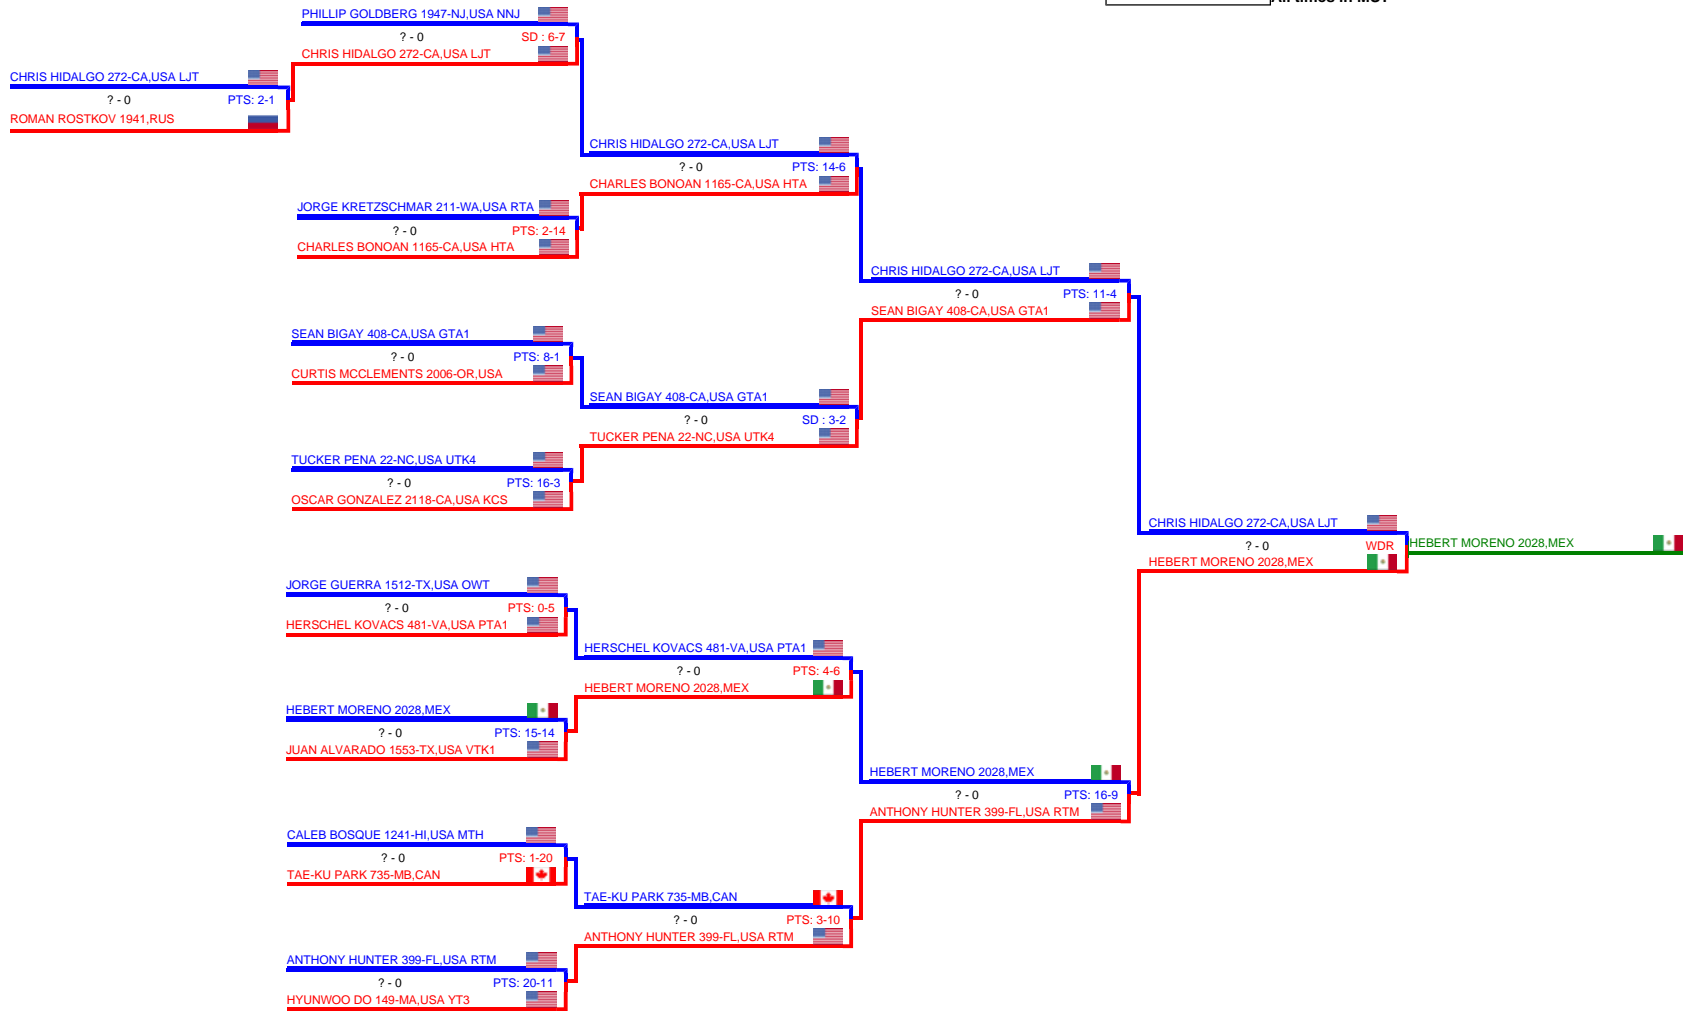 All times in MST
PHILLIP GOLDBERG 1947-NJ,USA NNJ
? - 0 SD : 6-7
CHRIS HIDALGO 272-CA,USA LJT
CHRIS HIDALGO 272-CA,USA LJT
? - 0 PTS: 2-1
ROMAN ROSTKOV 1941,RUS
CHRIS HIDALGO 272-CA,USA LJT
? - 0 PTS: 14-6
CHARLES BONOAN 1165-CA,USA HTA
JORGE KRETZSCHMAR 211-WA,USA RTA
? - 0 PTS: 2-14
CHARLES BONOAN 1165-CA,USA HTA
CHRIS HIDALGO 272-CA,USA LJT
? - 0 PTS: 11-4
SEAN BIGAY 408-CA,USA GTA1
SEAN BIGAY 408-CA,USA GTA1
? - 0 PTS: 8-1
CURTIS MCCLEMENTS 2006-OR,USA
SEAN BIGAY 408-CA,USA GTA1
? - 0 SD : 3-2
TUCKER PENA 22-NC,USA UTK4
TUCKER PENA 22-NC,USA UTK4
? - 0 PTS: 16-3
OSCAR GONZALEZ 2118-CA,USA KCS
CHRIS HIDALGO 272-CA,USA LJT
? - 0 WDR
HEBERT MORENO 2028,MEX
HEBERT MORENO 2028,MEX
JORGE GUERRA 1512-TX,USA OWT
? - 0 PTS: 0-5
HERSCHEL KOVACS 481-VA,USA PTA1
HERSCHEL KOVACS 481-VA,USA PTA1
? - 0 PTS: 4-6
HEBERT MORENO 2028,MEX
HEBERT MORENO 2028,MEX
? - 0 PTS: 15-14
JUAN ALVARADO 1553-TX,USA VTK1
HEBERT MORENO 2028,MEX
? - 0 PTS: 16-9
ANTHONY HUNTER 399-FL,USA RTM
CALEB BOSQUE 1241-HI,USA MTH
? - 0 PTS: 1-20
TAE-KU PARK 735-MB,CAN
TAE-KU PARK 735-MB,CAN
? - 0 PTS: 3-10
ANTHONY HUNTER 399-FL,USA RTM
ANTHONY HUNTER 399-FL,USA RTM
? - 0 PTS: 20-11
HYUNWOO DO 149-MA,USA YT3